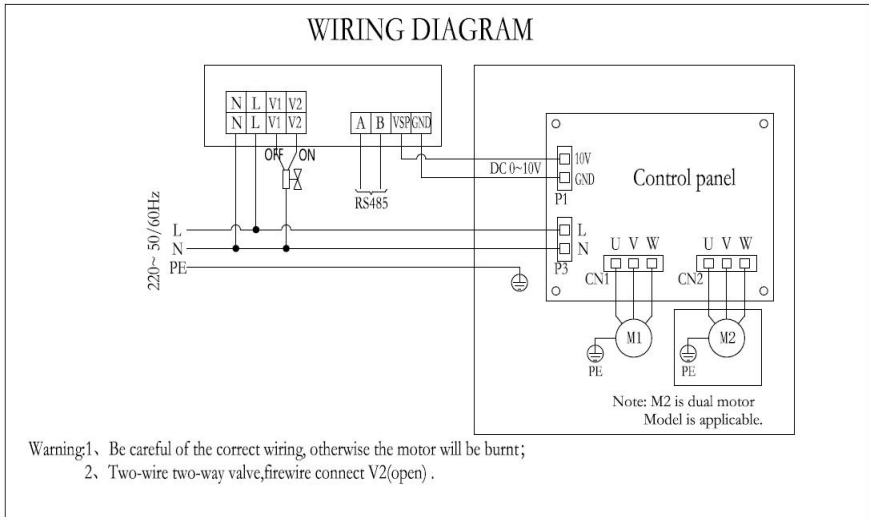 WIRING DIAGRAM
N L V1 V2
N L V1 V2
A B VSP GND
OFF ON
RS485
DC 0~10V
10V
GND
P1
Control panel
220~ 50/60Hz
L
N
PE
L
N
P3
U V W
CN1
U V W
CN2
M1
PE
M2
PE
Note: M2 is dual motor
Model is applicable.
Warning:1、 Be careful of the correct wiring, otherwise the motor will be burnt;
2、 Two-wire two-way valve,firewire connect V2(open) .